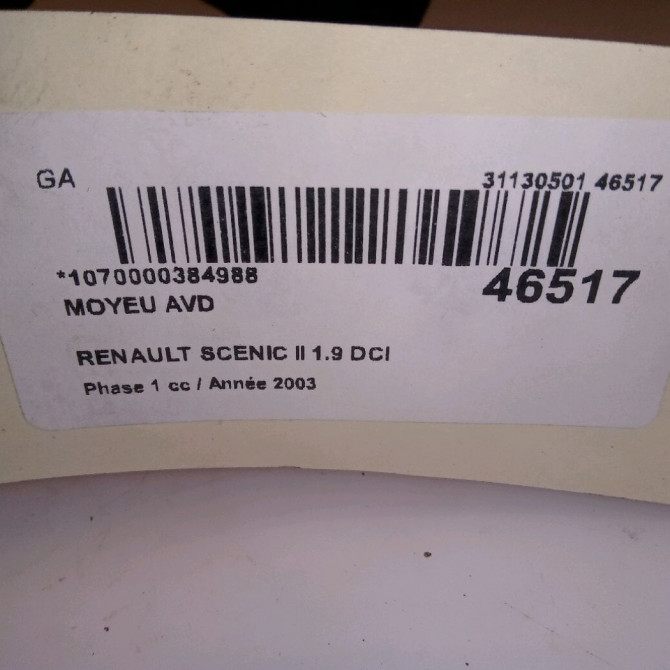 GA 31130501 46517
*1070000384988 46517
MOYEU AVD
RENAULT SCENIC II 1.9 DCI
Phase 1 cc / Année 2003